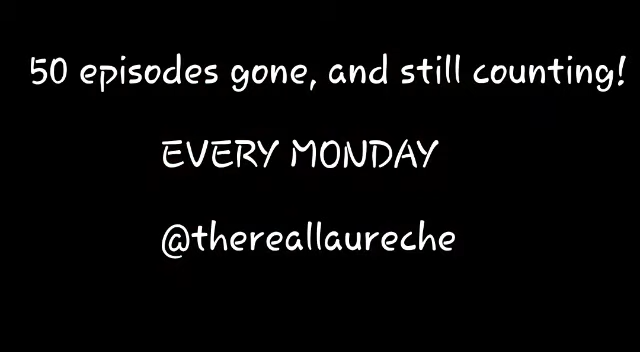 50 episodes gone, and still counting!
EVERY MONDAY
@thereallaureche